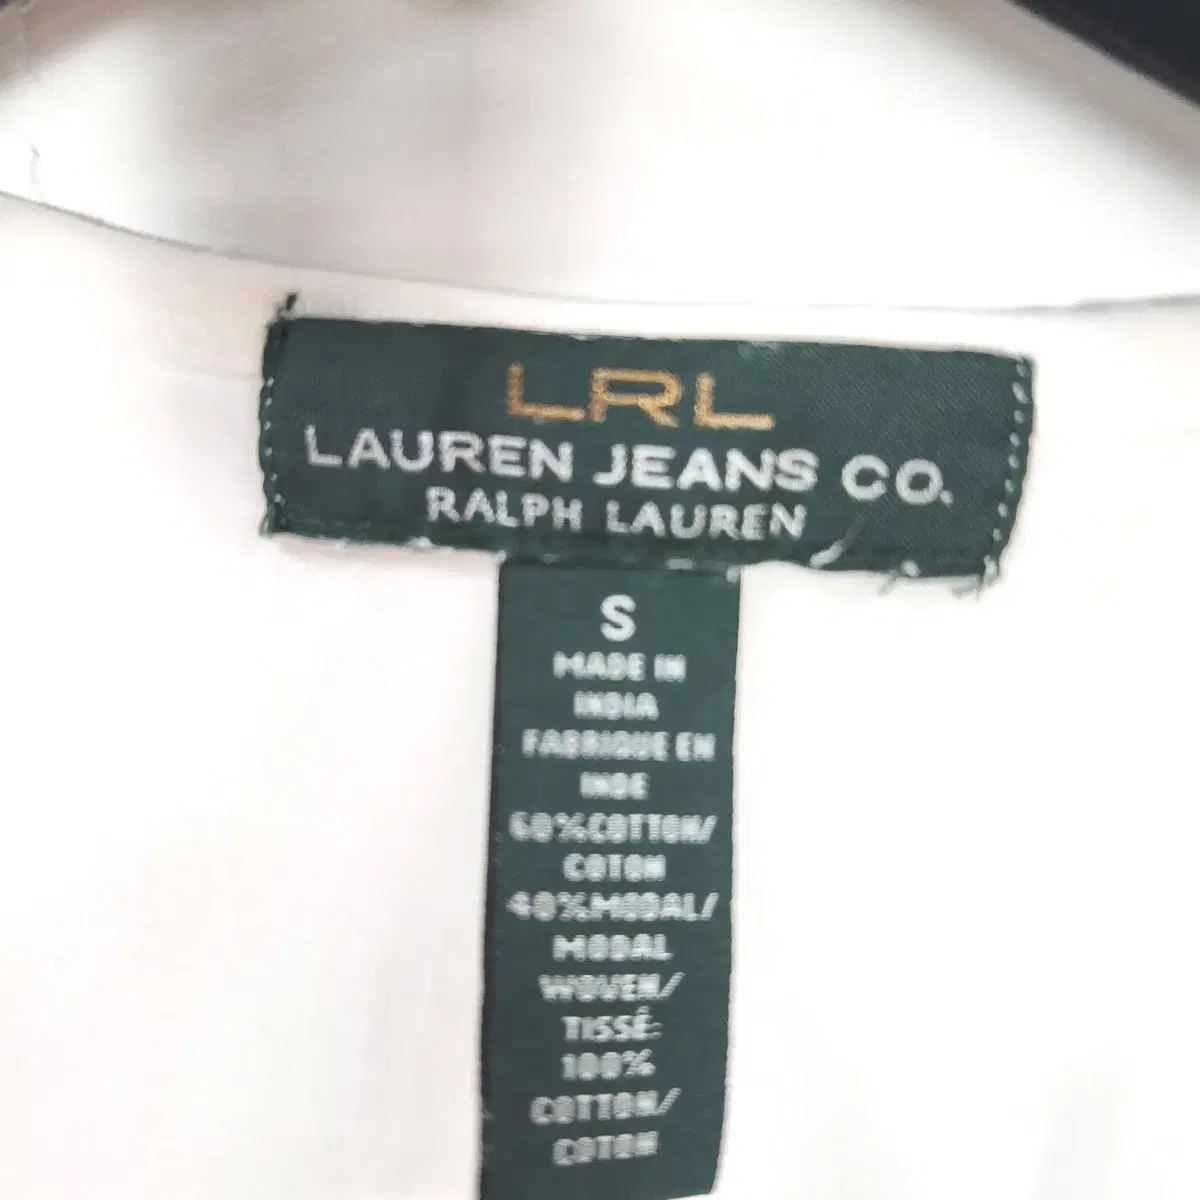 LRL
LAUREN JEANS CO.
RALPH LAUREN
S
MADE IN
INDIA
FABRIQUE EN
INDE
60%COTTON/
COTON
40%MODAL/
MODAL
WOVEN/
TISSÉ:
100%
COTTON/
COTON